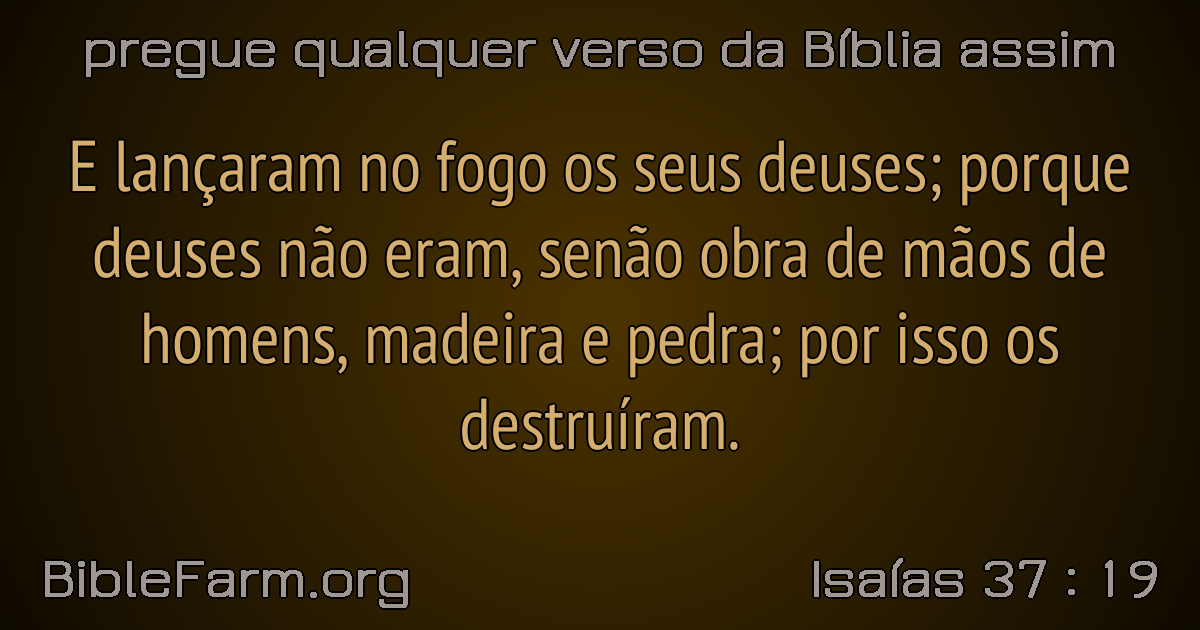 pregue qualquer verso da Bíblia assim
E lançaram no fogo os seus deuses; porque
deuses não eram, senão obra de mãos de
homens, madeira e pedra; por isso os
destruíram.
BibleFarm.org
Isaías 37 : 19